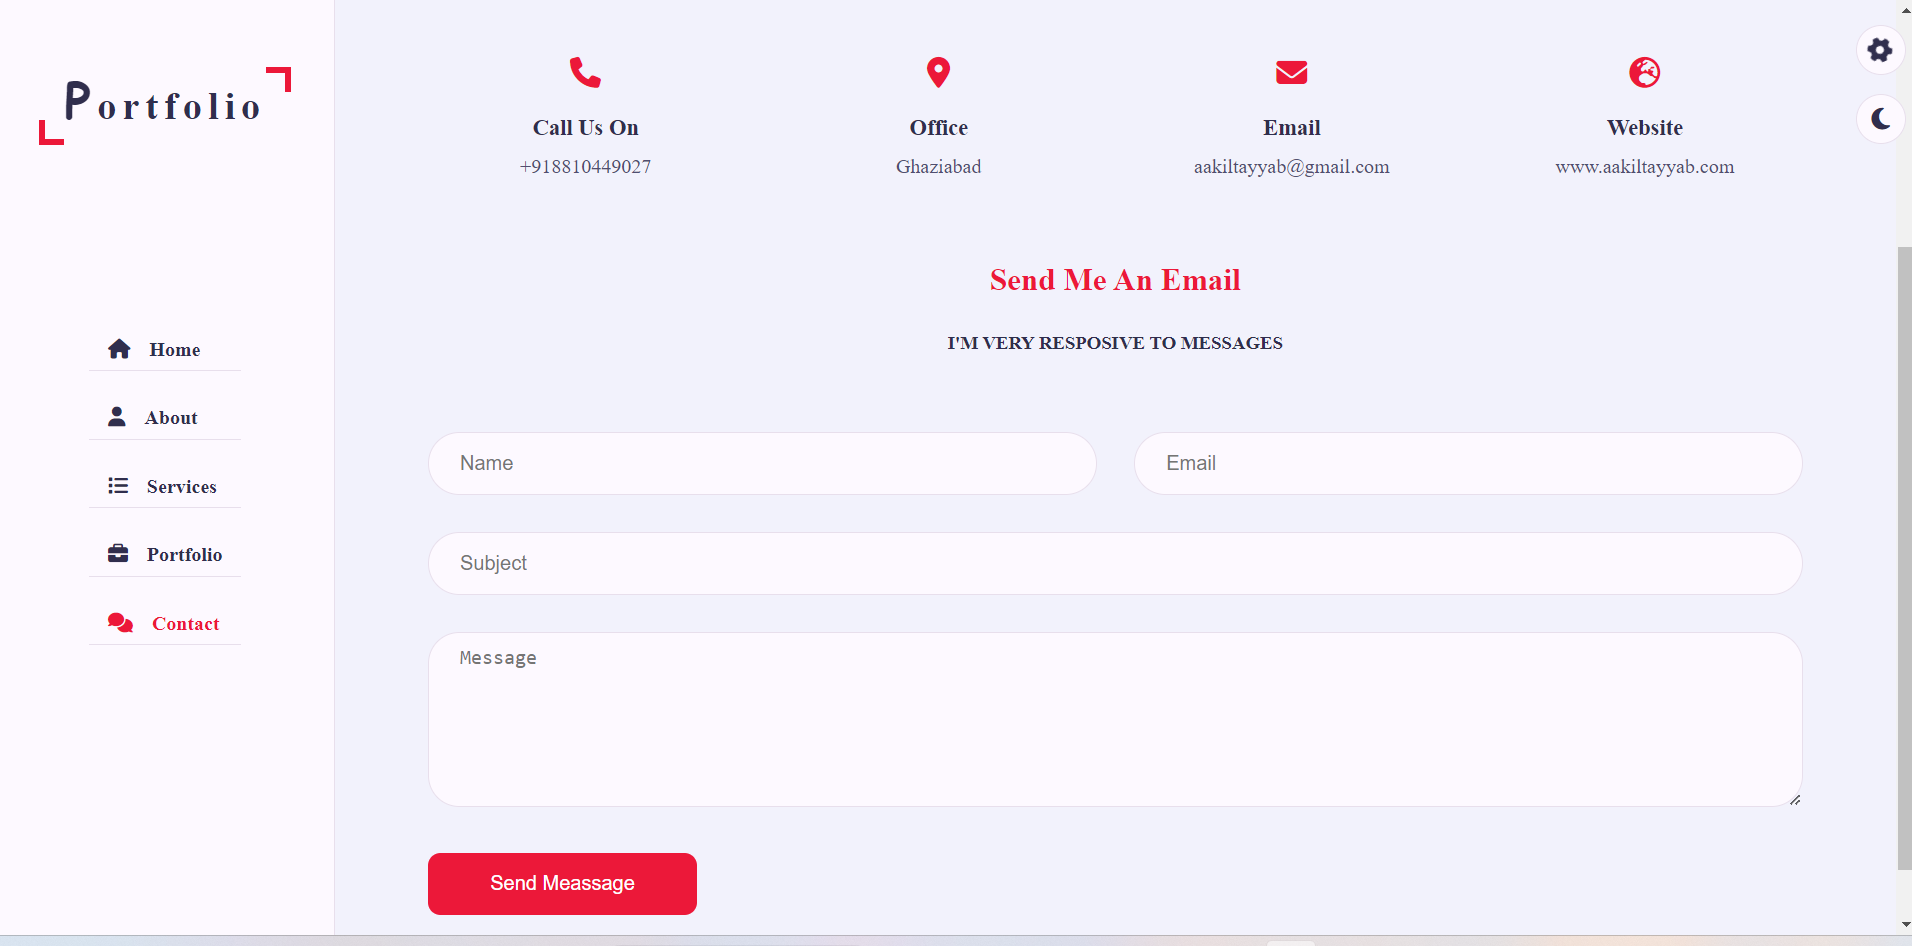 Portfolio
Home
About
Services
Portfolio
Contact
Call Us On
+918810449027
Office
Ghaziabad
Email
aakiltayyab@gmail.com
Website
www.aakiltayyab.com
Send Me An Email
I'M VERY RESPOSIVE TO MESSAGES
Name
Email
Subject
Message
Send Meassage